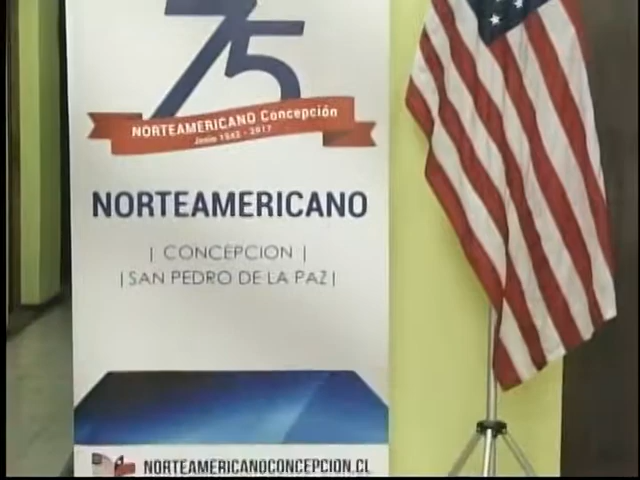 75
NORTEAMERICANO Concepción
Junio 1942 - 2017
NORTEAMERICANO
| CONCEPCION |
| SAN PEDRO DE LA PAZ |
NORTEAMERICANOCONCEPCION.CL